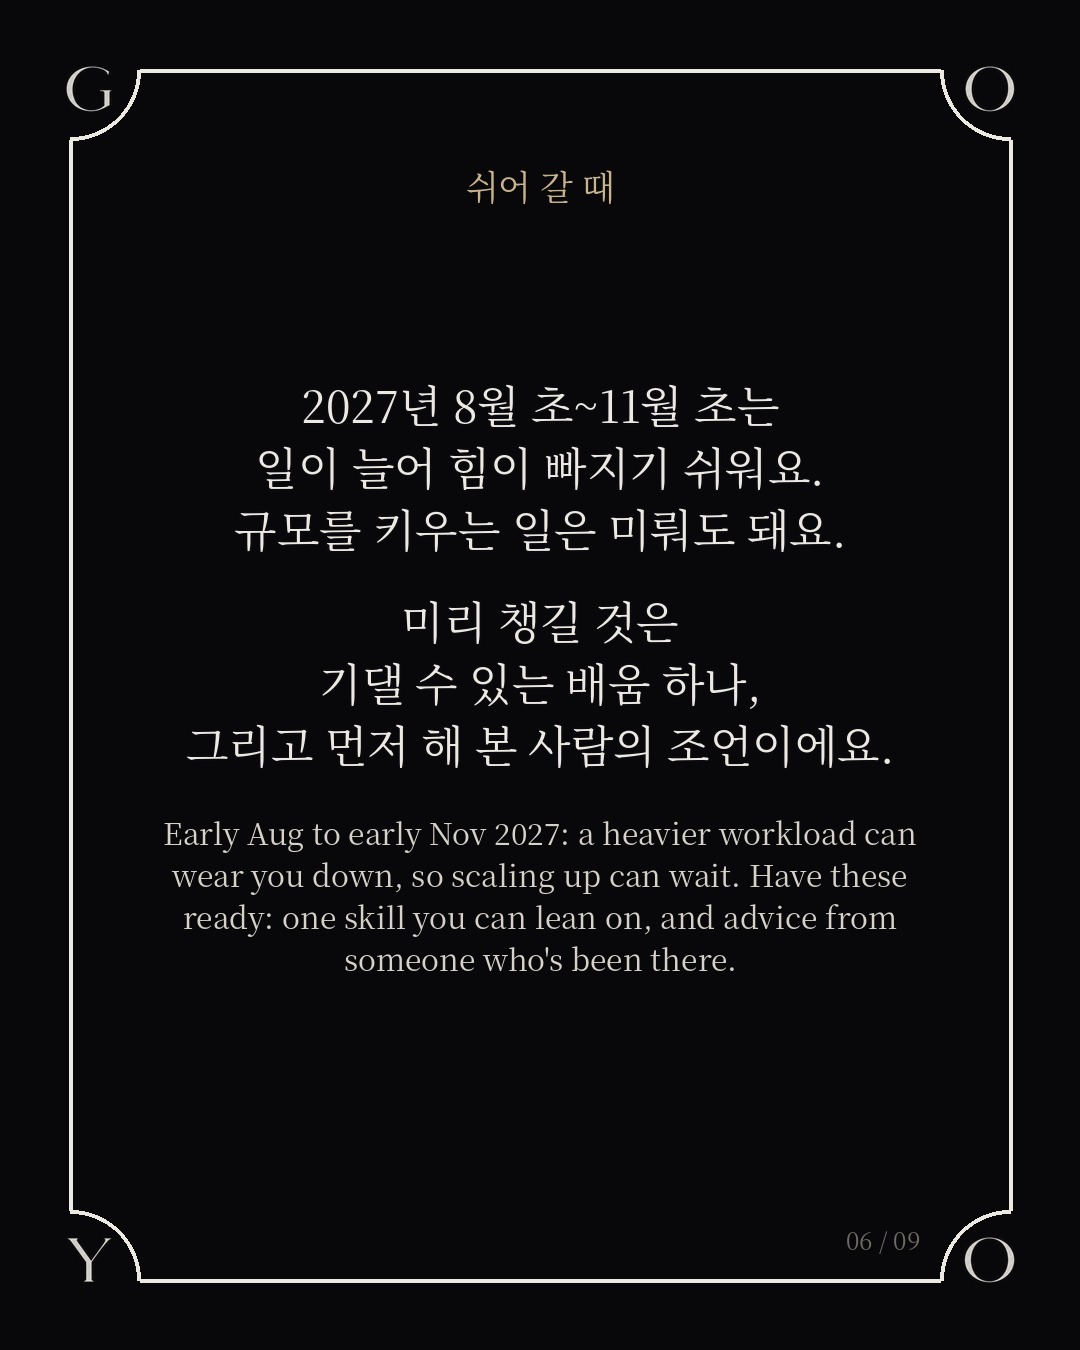 G O
쉬어 갈 때
2027년 8월 초~11월 초는
일이 늘어 힘이 빠지기 쉬워요.
규모를 키우는 일은 미뤄도 돼요.
미리 챙길 것은
기댈 수 있는 배움 하나,
그리고 먼저 해 본 사람의 조언이에요.
Early Aug to early Nov 2027: a heavier workload can
wear you down, so scaling up can wait. Have these
ready: one skill you can lean on, and advice from
someone who's been there.
06 / 09
Y O